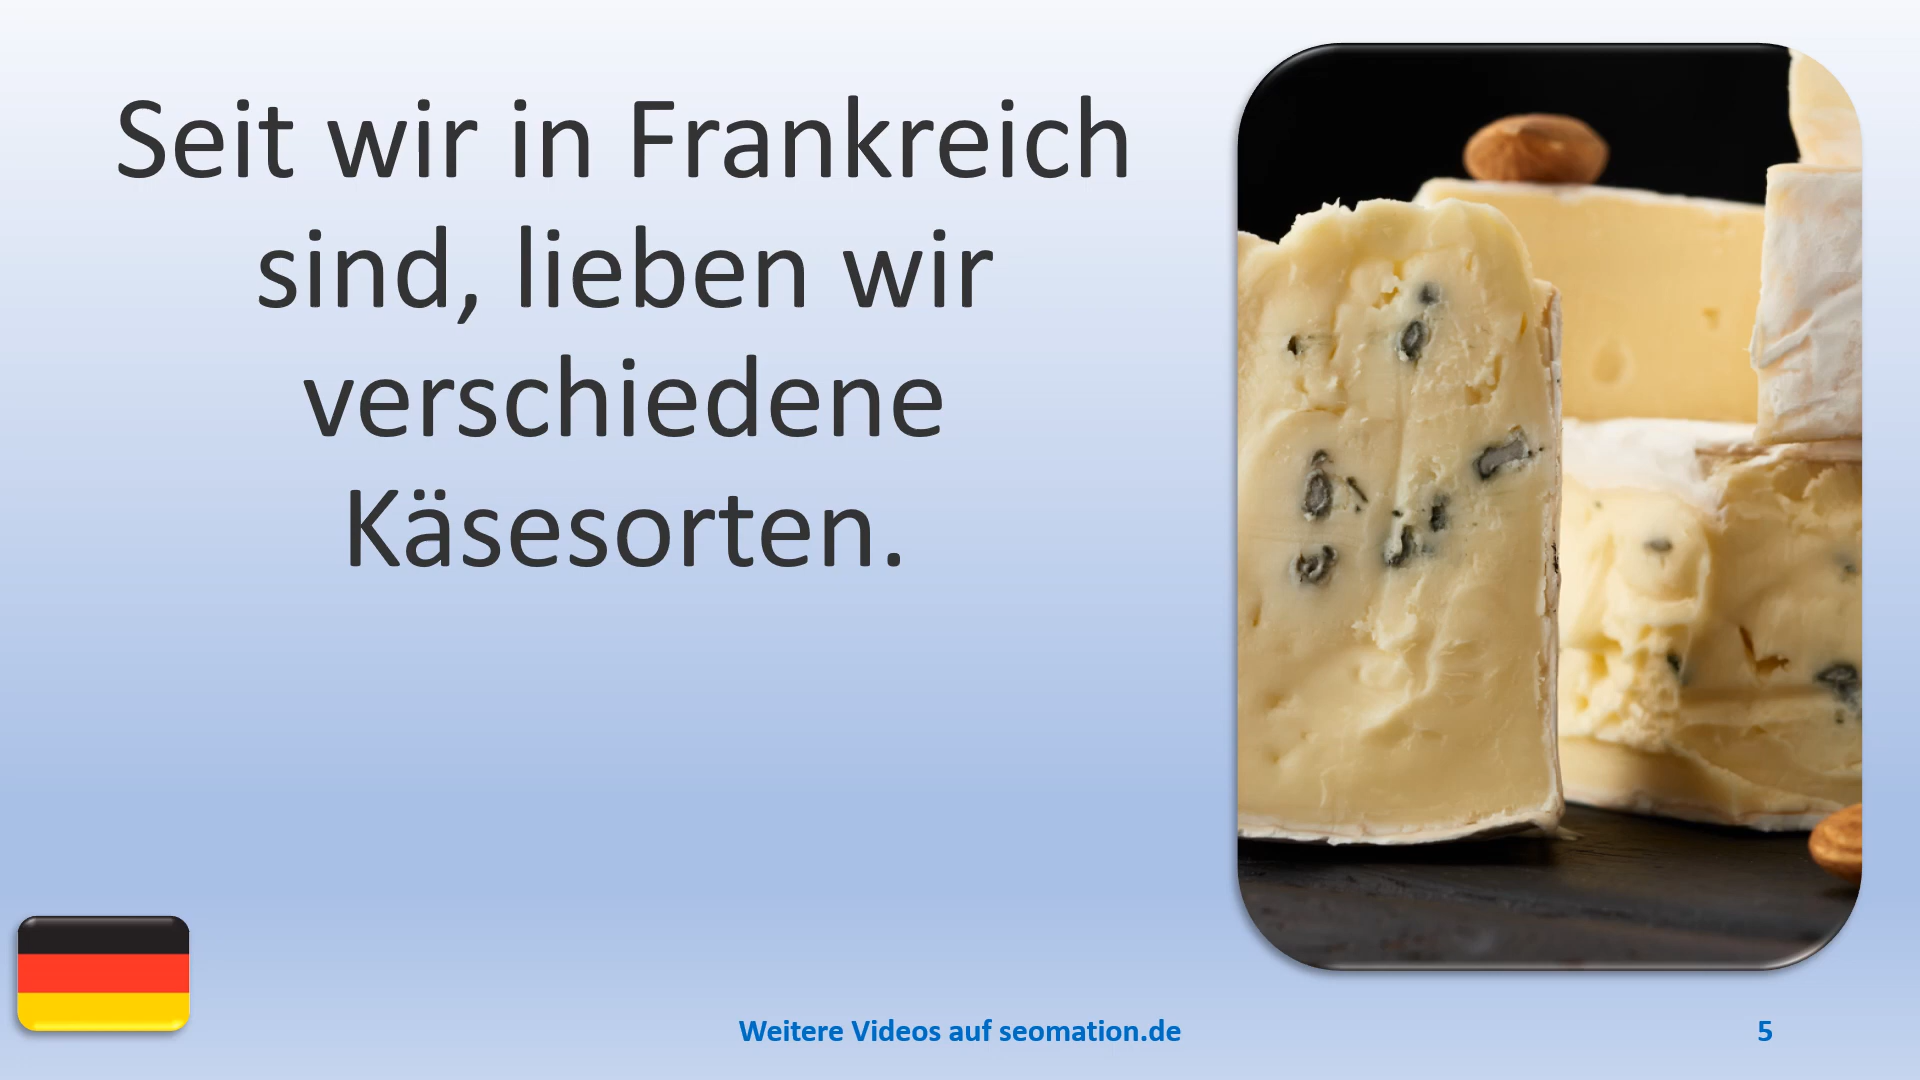 Seit wir in Frankreich
sind, lieben wir
verschiedene
Käsesorten.
Weitere Videos auf seomation.de
5